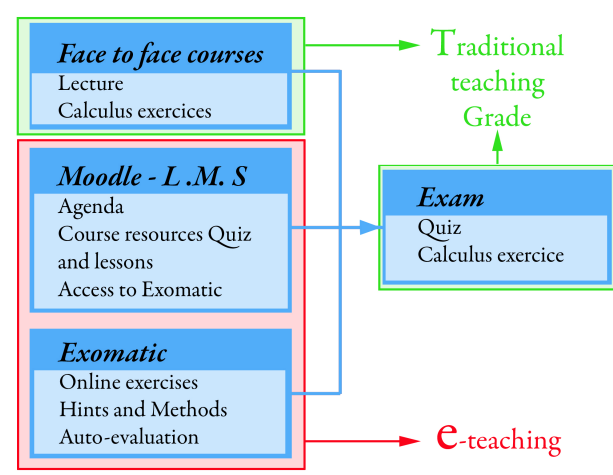 Face to face courses
Lecture
Calculus exercices
Traditional
teaching
Grade
Moodle - L .M. S
Agenda
Course resources Quiz
and lessons
Access to Exomatic
Exam
Quiz
Calculus exercice
Exomatic
Online exercises
Hints and Methods
Auto-evaluation
e-teaching